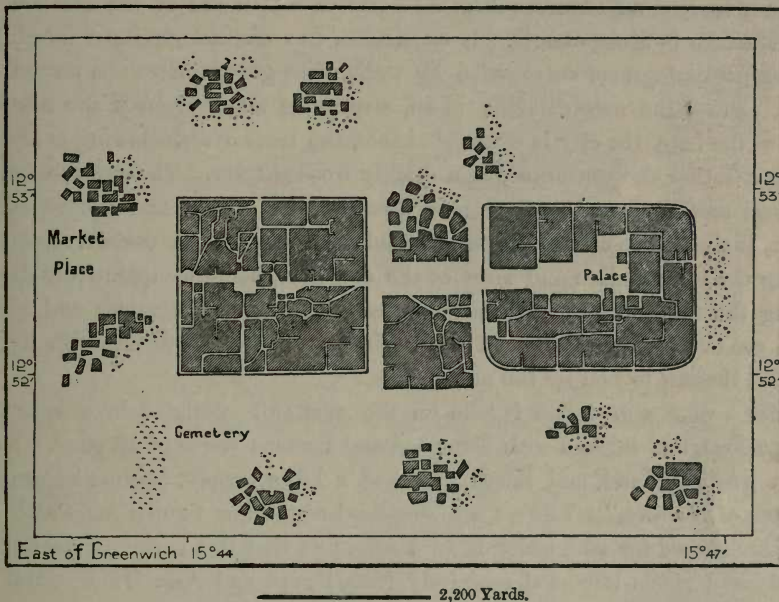 12° 53' 12° 53'
Market Place
Palace
12° 52' 12° 52'
Cemetery
East of Greenwich 15°44' 15°47'
2,200 Yards.